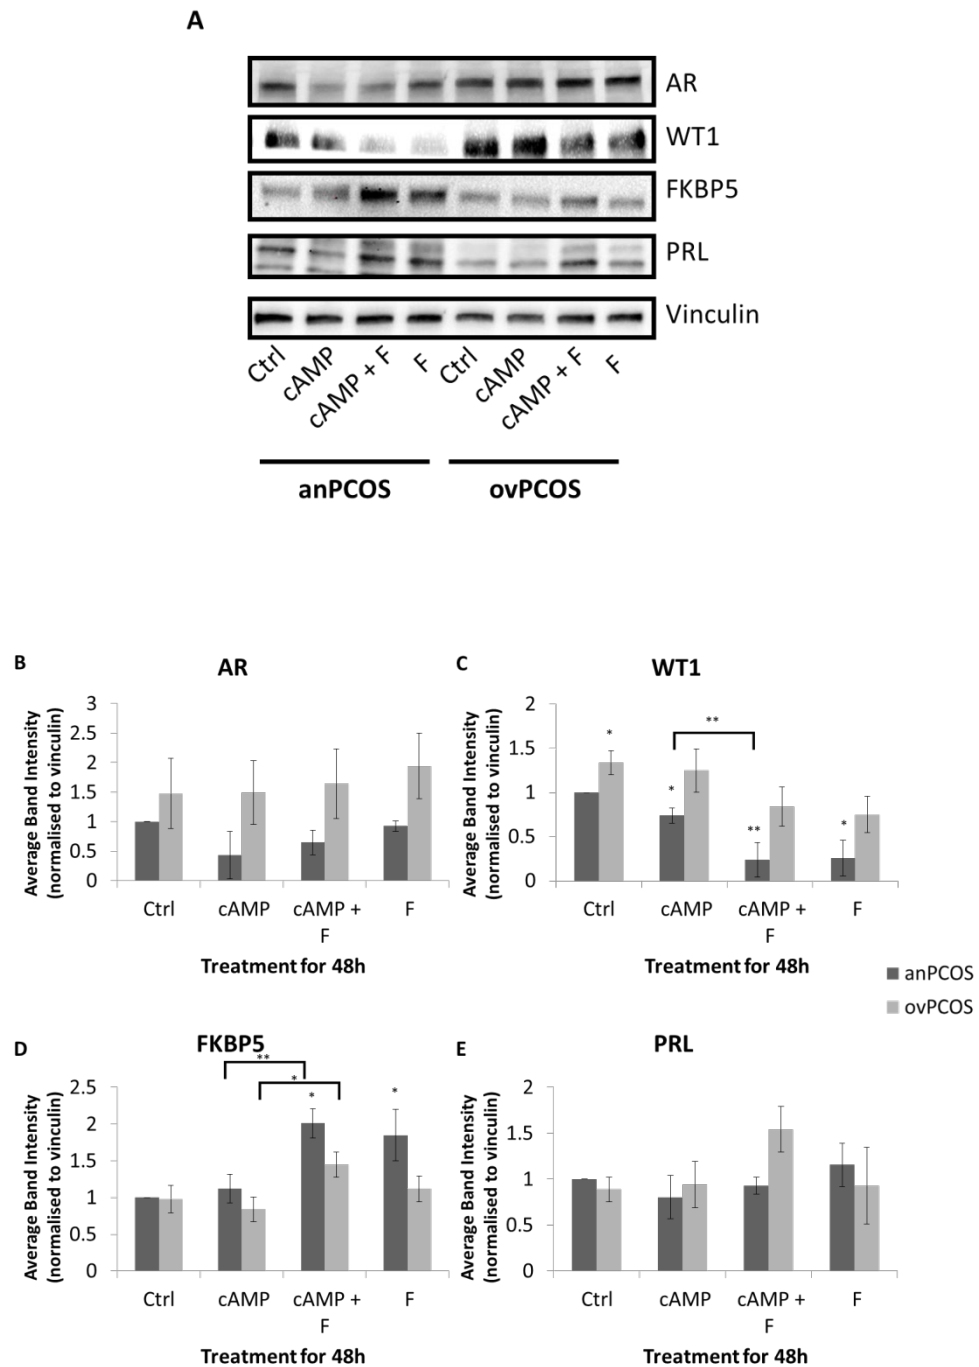 A
AR
WT1
FKBP5
PRL
Vinculin
Ctrl cAMP cAMP + F F Ctrl cAMP cAMP + F F
anPCOS ovPCOS
B
AR
Average Band Intensity
(normalised to vinculin)
3
2.5
2
1.5
1
0.5
0
Ctrl cAMP cAMP + F
F
Treatment for 48h
C
WT1
Average Band Intensity
(normalised to vinculin)
2
1.5
1
0.5
0
*
*
**
**
*
Ctrl cAMP cAMP + F
F
Treatment for 48h
anPCOS
ovPCOS
D
FKBP5
Average Band Intensity
(normalised to vinculin)
2.5
2
1.5
1
0.5
0
**
*
*
*
Ctrl cAMP cAMP + F
F
Treatment for 48h
E
PRL
Average Band Intensity
(normalised to vinculin)
2
1.5
1
0.5
0
Ctrl cAMP cAMP + F
F
Treatment for 48h